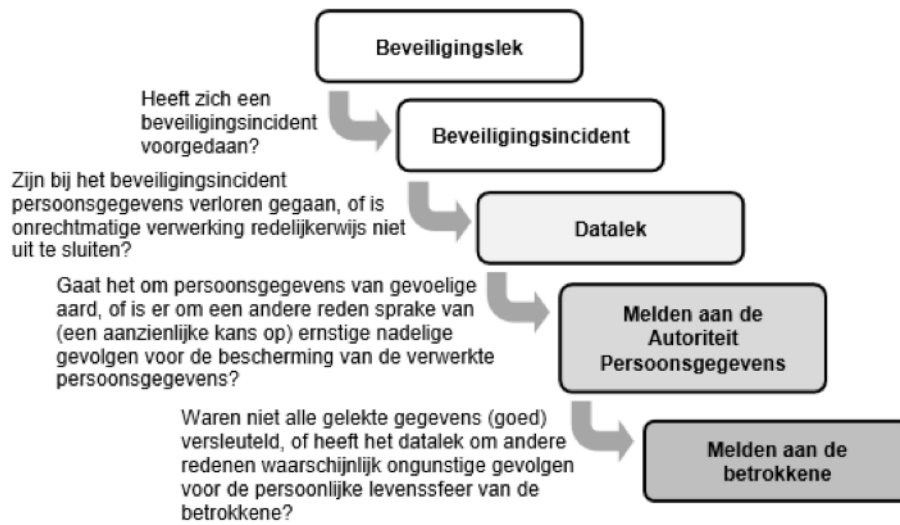 Beveiligingslek
Heeft zich een
beveiligingsincident
voorgedaan?
Beveiligingsincident
Zijn bij het beveiligingsincident
persoonsgegevens verloren gegaan, of is
onrechtmatige verwerking redelijkerwijs niet
uit te sluiten?
Datalek
Gaat het om persoonsgegevens van gevoelige
aard, of is er om een andere reden sprake van
(een aanzienlijke kans op) ernstige nadelige
gevolgen voor de bescherming van de verwerkte
persoonsgegevens?
Melden aan de
Autoriteit
Persoonsgegevens
Waren niet alle gelekte gegevens (goed)
versleuteld, of heeft het datalek om andere
redenen waarschijnlijk ongunstige gevolgen
voor de persoonlijke levenssfeer van de
betrokkene?
Melden aan de
betrokkene